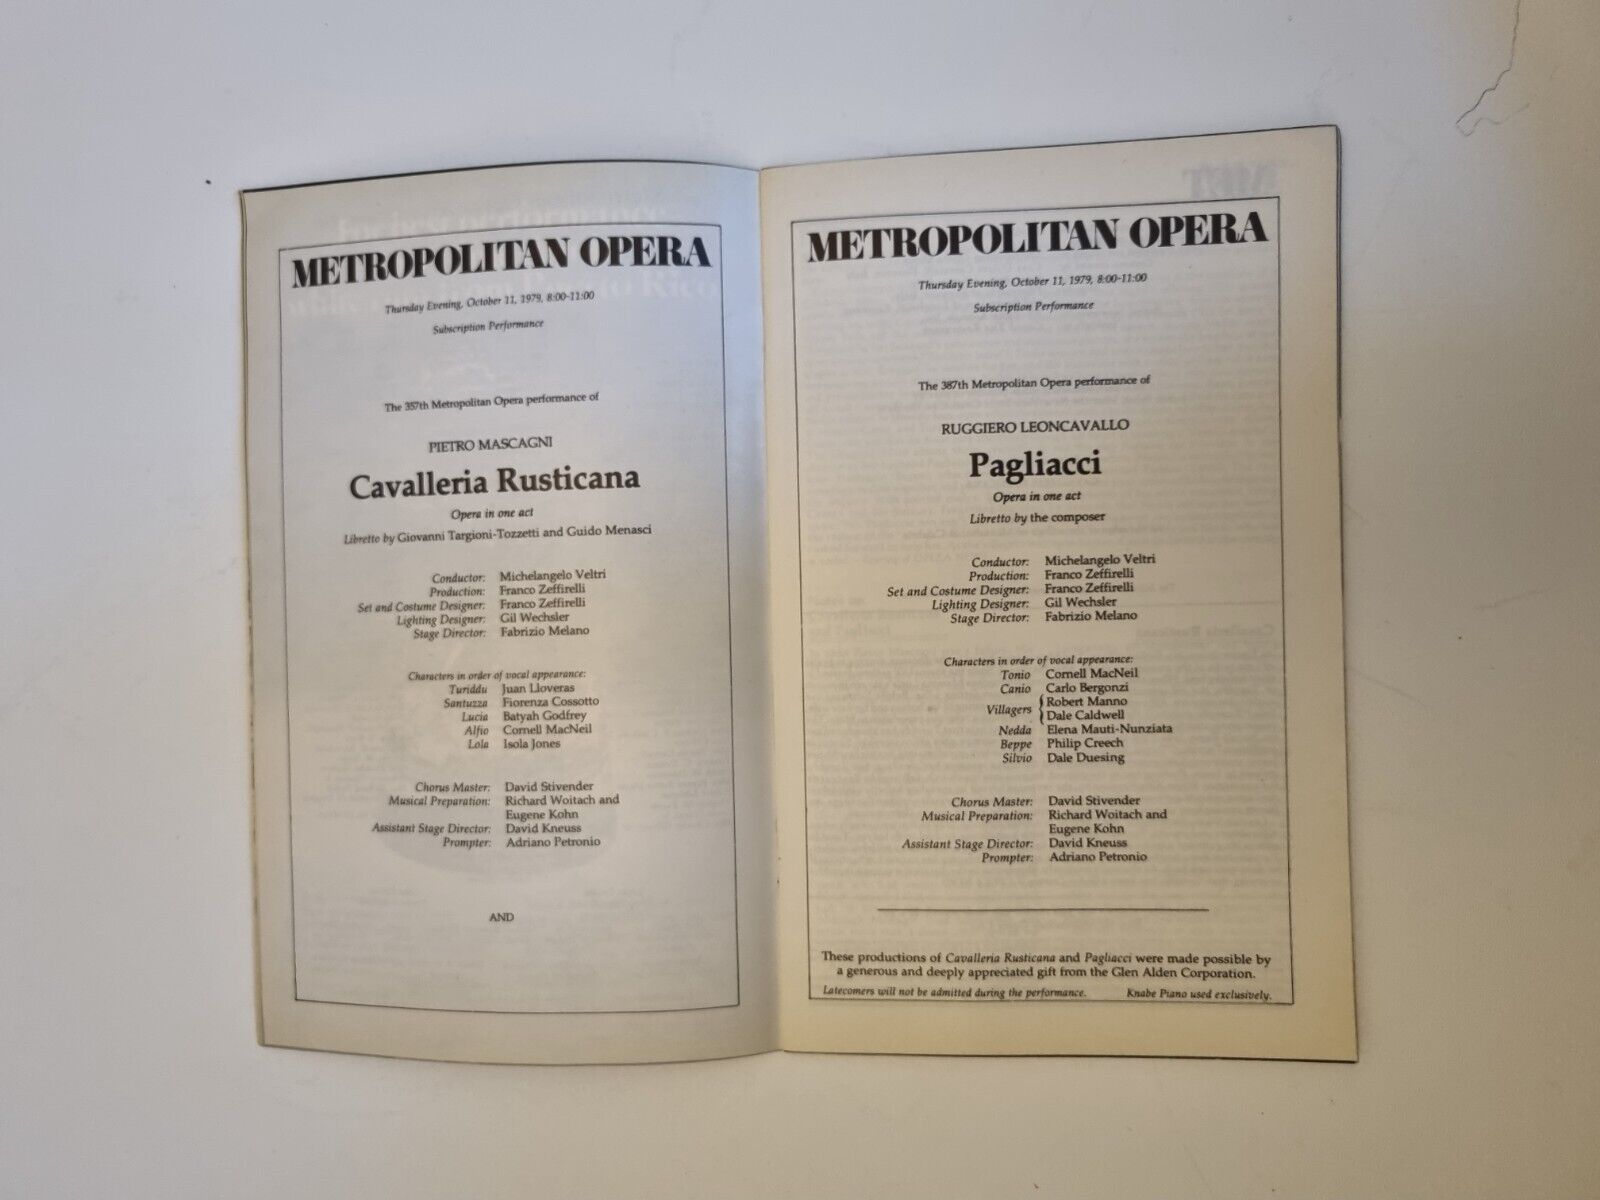 METROPOLITAN OPERA
Thursday Evening, October 11, 1979, 8:00-11:00
Subscription Performance
The 357th Metropolitan Opera performance of
PIETRO MASCAGNI
Cavalleria Rusticana
Opera in one act
Libretto by Giovanni Targioni-Tozzetti and Guido Menasci
Conductor: Michelangelo Veltri
Production: Franco Zeffirelli
Set and Costume Designer: Franco Zeffirelli
Lighting Designer: Gil Wechsler
Stage Director: Fabrizio Melano
Characters in order of vocal appearance:
Turiddu Juan Lloveras
Santuzza Fiorenza Cossotto
Lucia Batyah Godfrey
Alfio Cornell MacNeil
Lola Isola Jones
Chorus Master: David Stivender
Musical Preparation: Richard Woitach and
Eugene Kohn
Assistant Stage Director: David Kneuss
Prompter: Adriano Petronio
AND
METROPOLITAN OPERA
Thursday Evening, October 11, 1979, 8:00-11:00
Subscription Performance
The 387th Metropolitan Opera performance of
RUGGIERO LEONCAVALLO
Pagliacci
Opera in one act
Libretto by the composer
Conductor: Michelangelo Veltri
Production: Franco Zeffirelli
Set and Costume Designer: Franco Zeffirelli
Lighting Designer: Gil Wechsler
Stage Director: Fabrizio Melano
Characters in order of vocal appearance:
Tonio Cornell MacNeil
Canio Carlo Bergonzi
Villagers { Robert Manno
Dale Caldwell
Nedda Elena Mauti-Nunziata
Beppe Philip Creech
Silvio Dale Duesing
Chorus Master: David Stivender
Musical Preparation: Richard Woitach and
Eugene Kohn
Assistant Stage Director: David Kneuss
Prompter: Adriano Petronio
These productions of Cavalleria Rusticana and Pagliacci were made possible by
a generous and deeply appreciated gift from the Glen Alden Corporation.
Latecomers will not be admitted during the performance. Knabe Piano used exclusively.